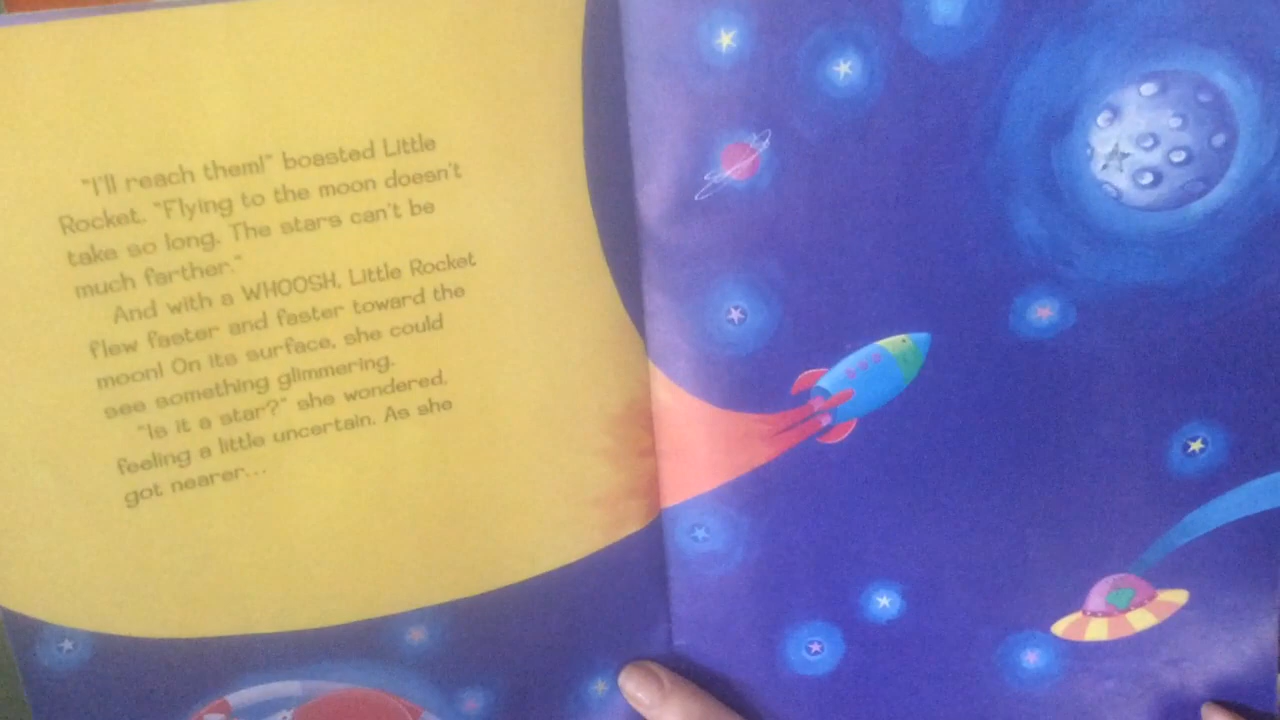 "I'll reach them!" boasted Little
Rocket. "Flying to the moon doesn't
take so long. The stars can't be
much farther."
And with a WHOOSH, Little Rocket
flew faster and faster toward the
moon! On its surface, she could
see something glimmering.
"Is it a star?" she wondered,
feeling a little uncertain. As she
got nearer...